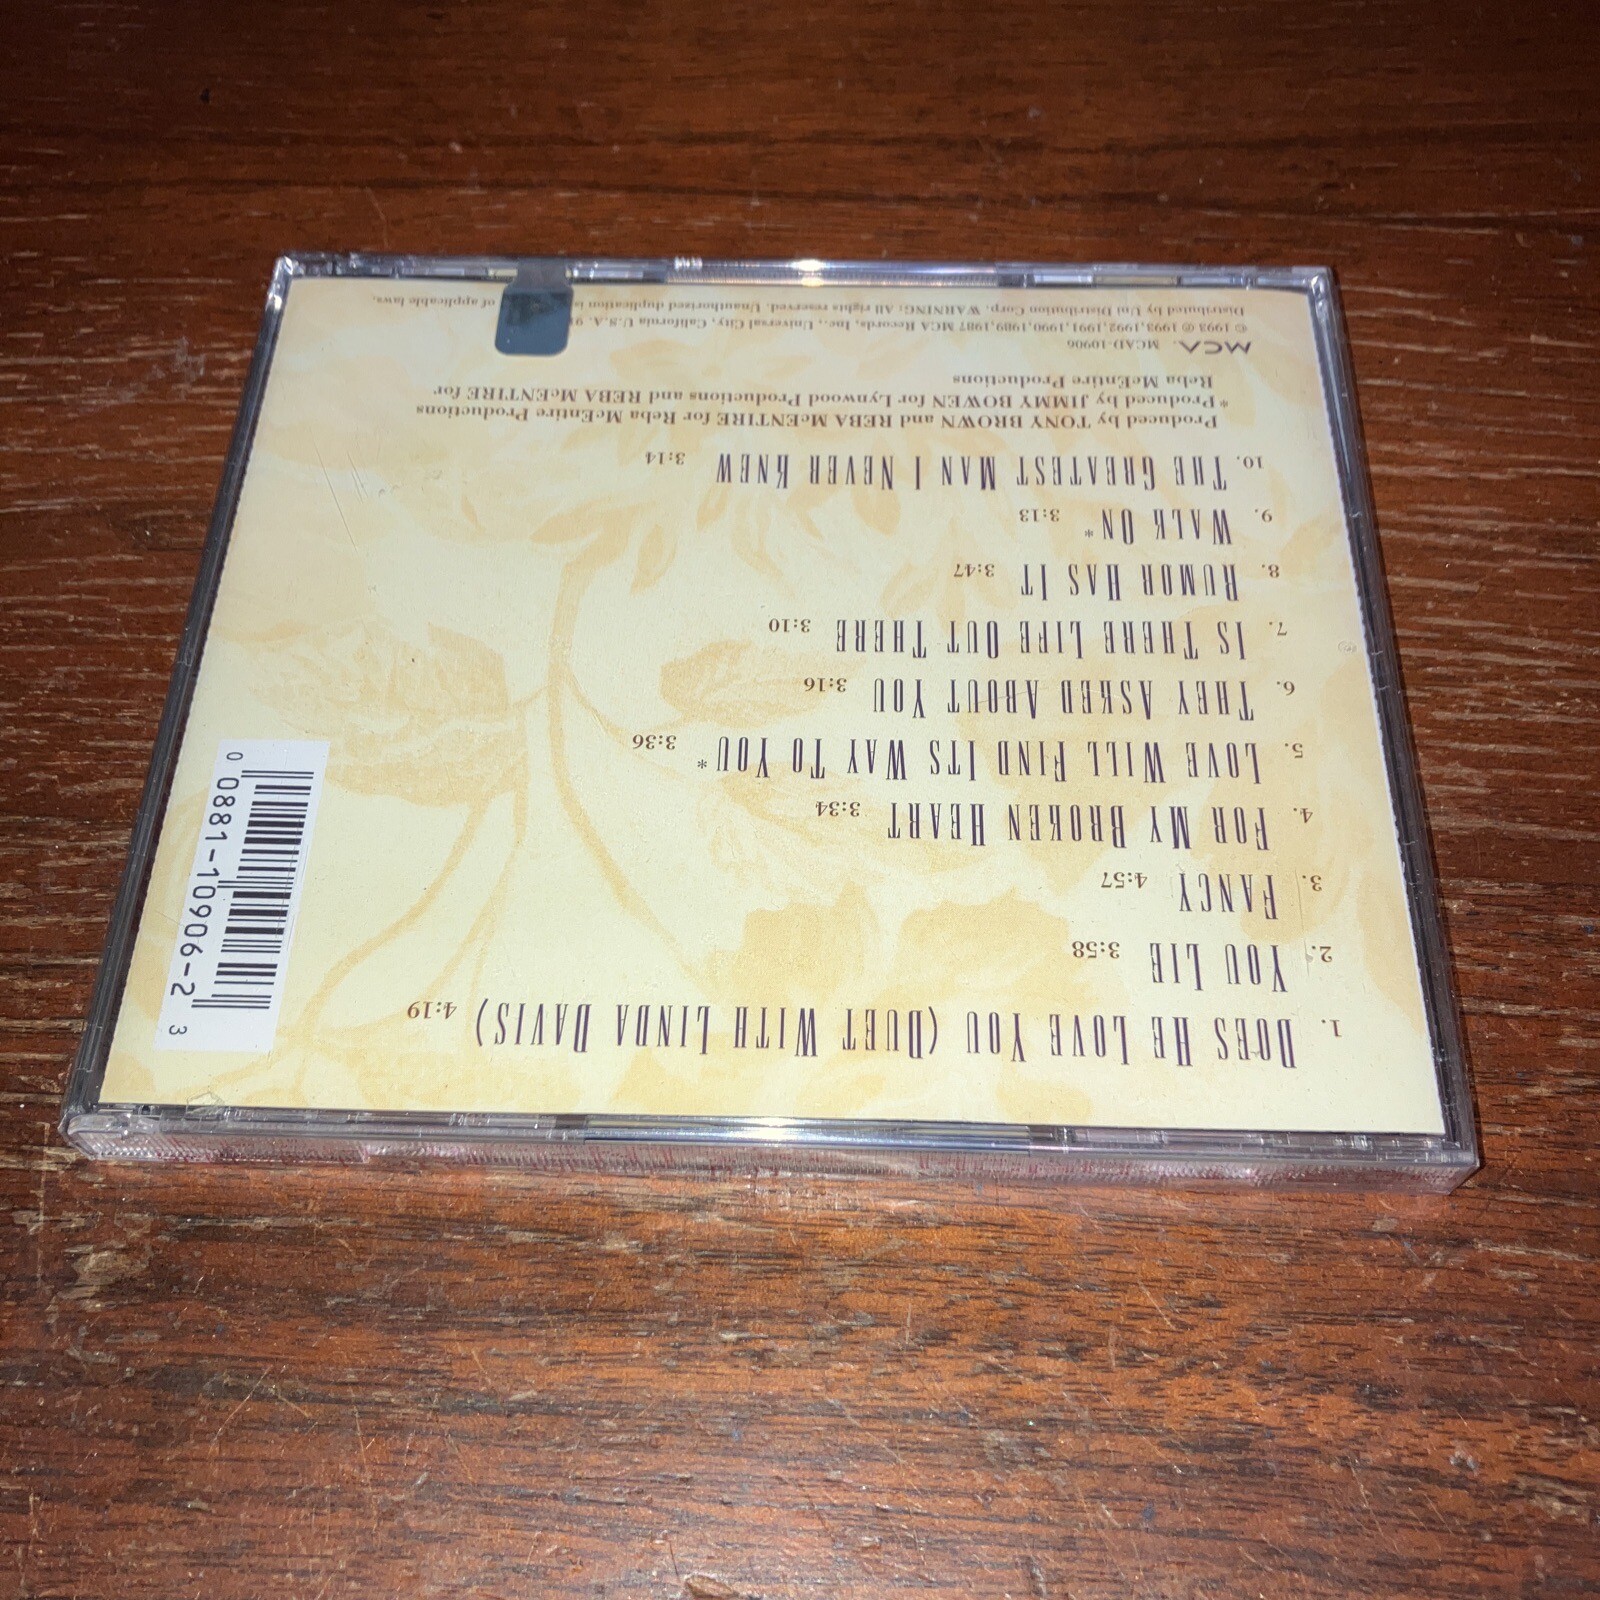 1. DOES HE LOVE YOU (DUET WITH LINDA DAVIS) 4:19
2. YOU LIE 3:58
3. FANCY 4:57
4. FOR MY BROKEN HEART 3:34
5. LOVE WILL FIND ITS WAY TO YOU* 3:36
6. THEY ASKED ABOUT YOU 3:16
7. IS THERE LIFE OUT THERE 3:10
8. RUMOR HAS IT 3:47
9. WALK ON* 3:13
10. THE GREATEST MAN I NEVER KNEW 3:14
Produced by TONY BROWN and REBA McENTIRE for Reba McEntire Productions
*Produced by JIMMY BOWEN for Lynwood Productions and REBA McENTIRE for
Reba McEntire Productions
MCA. MCAD-10906
© 1993 ℗ 1993,1992,1991,1990,1989,1987 MCA Records, Inc., Universal City, California U.S.A. 91
Distributed by Uni Distribution Corp. WARNING: All rights reserved. Unauthorized duplication is of applicable laws.
0 0881-10906-2 3